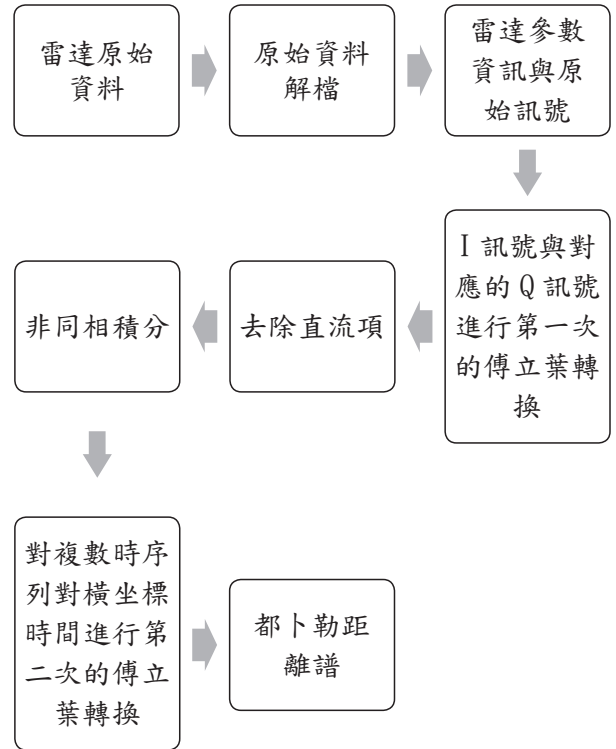 雷達原始
資料
原始資料
解檔
雷達參數
資訊與原
始訊號
I 訊號與對
應的 Q 訊號
進行第一次
的傅立葉轉
換
去除直流項
非同相積分
對複數時序
列對橫坐標
時間進行第
二次的傅立
葉轉換
都卜勒距
離譜